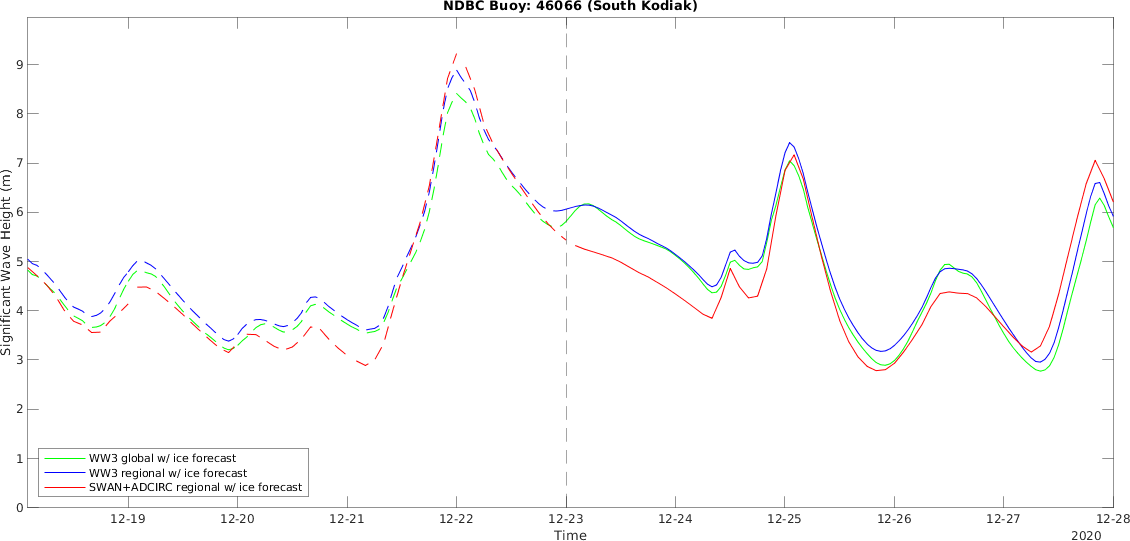 NDBC Buoy: 46066 (South Kodiak)
Significant Wave Height (m)
9
8
7
6
5
4
3
2
1
0
WW3 global w/ ice forecast
WW3 regional w/ ice forecast
SWAN+ADCIRC regional w/ ice forecast
12-19 12-20 12-21 12-22 12-23 12-24 12-25 12-26 12-27 12-28
Time
2020